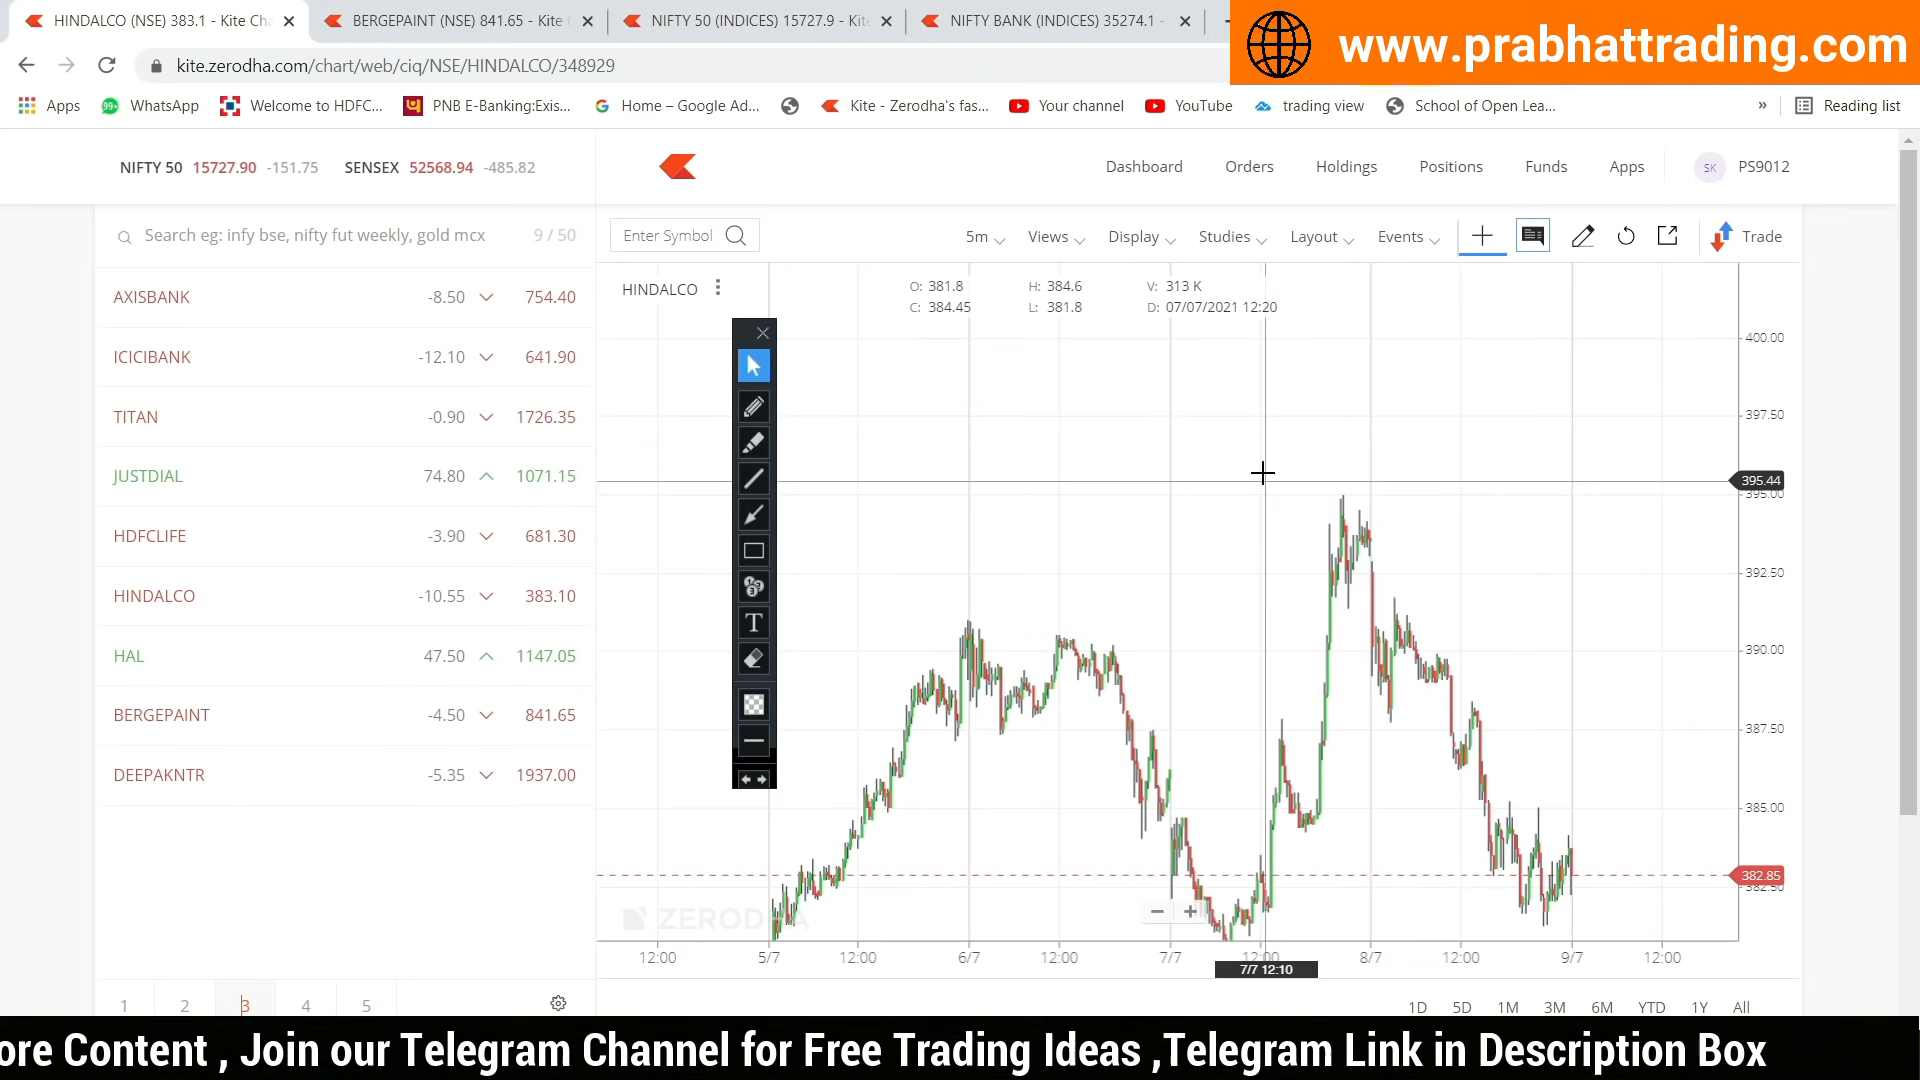 HINDALCO (NSE) 383.1 - Kite Cha
BERGEPAINT (NSE) 841.65 - Kite
NIFTY 50 (INDICES) 15727.9 - Kit
NIFTY BANK (INDICES) 35274.1 -
www.prabhattrading.com
kite.zerodha.com/chart/web/ciq/NSE/HINDALCO/348929
Apps
99+
WhatsApp
Welcome to HDFC...
PNB E-Banking:Exis...
Home – Google Ad...
Kite - Zerodha's fas...
Your channel
YouTube
trading view
School of Open Lea...
»
Reading list
NIFTY 50 15727.90 -151.75 SENSEX 52568.94 -485.82
Dashboard Orders Holdings Positions Funds Apps SK PS9012
Search eg: infy bse, nifty fut weekly, gold mcx 9 / 50
Enter Symbol 5m Views Display Studies Layout Events Trade
AXISBANK -8.50 754.40
ICICIBANK -12.10 641.90
TITAN -0.90 1726.35
JUSTDIAL 74.80 1071.15
HDFCLIFE -3.90 681.30
HINDALCO -10.55 383.10
HAL 47.50 1147.05
BERGEPAINT -4.50 841.65
DEEPAKNTR -5.35 1937.00
1 2 3 4 5
HINDALCO
O: 381.8 H: 384.6 V: 313 K
C: 384.45 L: 381.8 D: 07/07/2021 12:20
T
400.00
397.50
395.44
395.00
392.50
390.00
387.50
385.00
382.85
382.50
ZERODHA
12:00 5/7 12:00 6/7 12:00 7/7 12:00 8/7 12:00 9/7 12:00
7/7 12:10
1D 5D 1M 3M 6M YTD 1Y All
ore Content , Join our Telegram Channel for Free Trading Ideas ,Telegram Link in Description Box